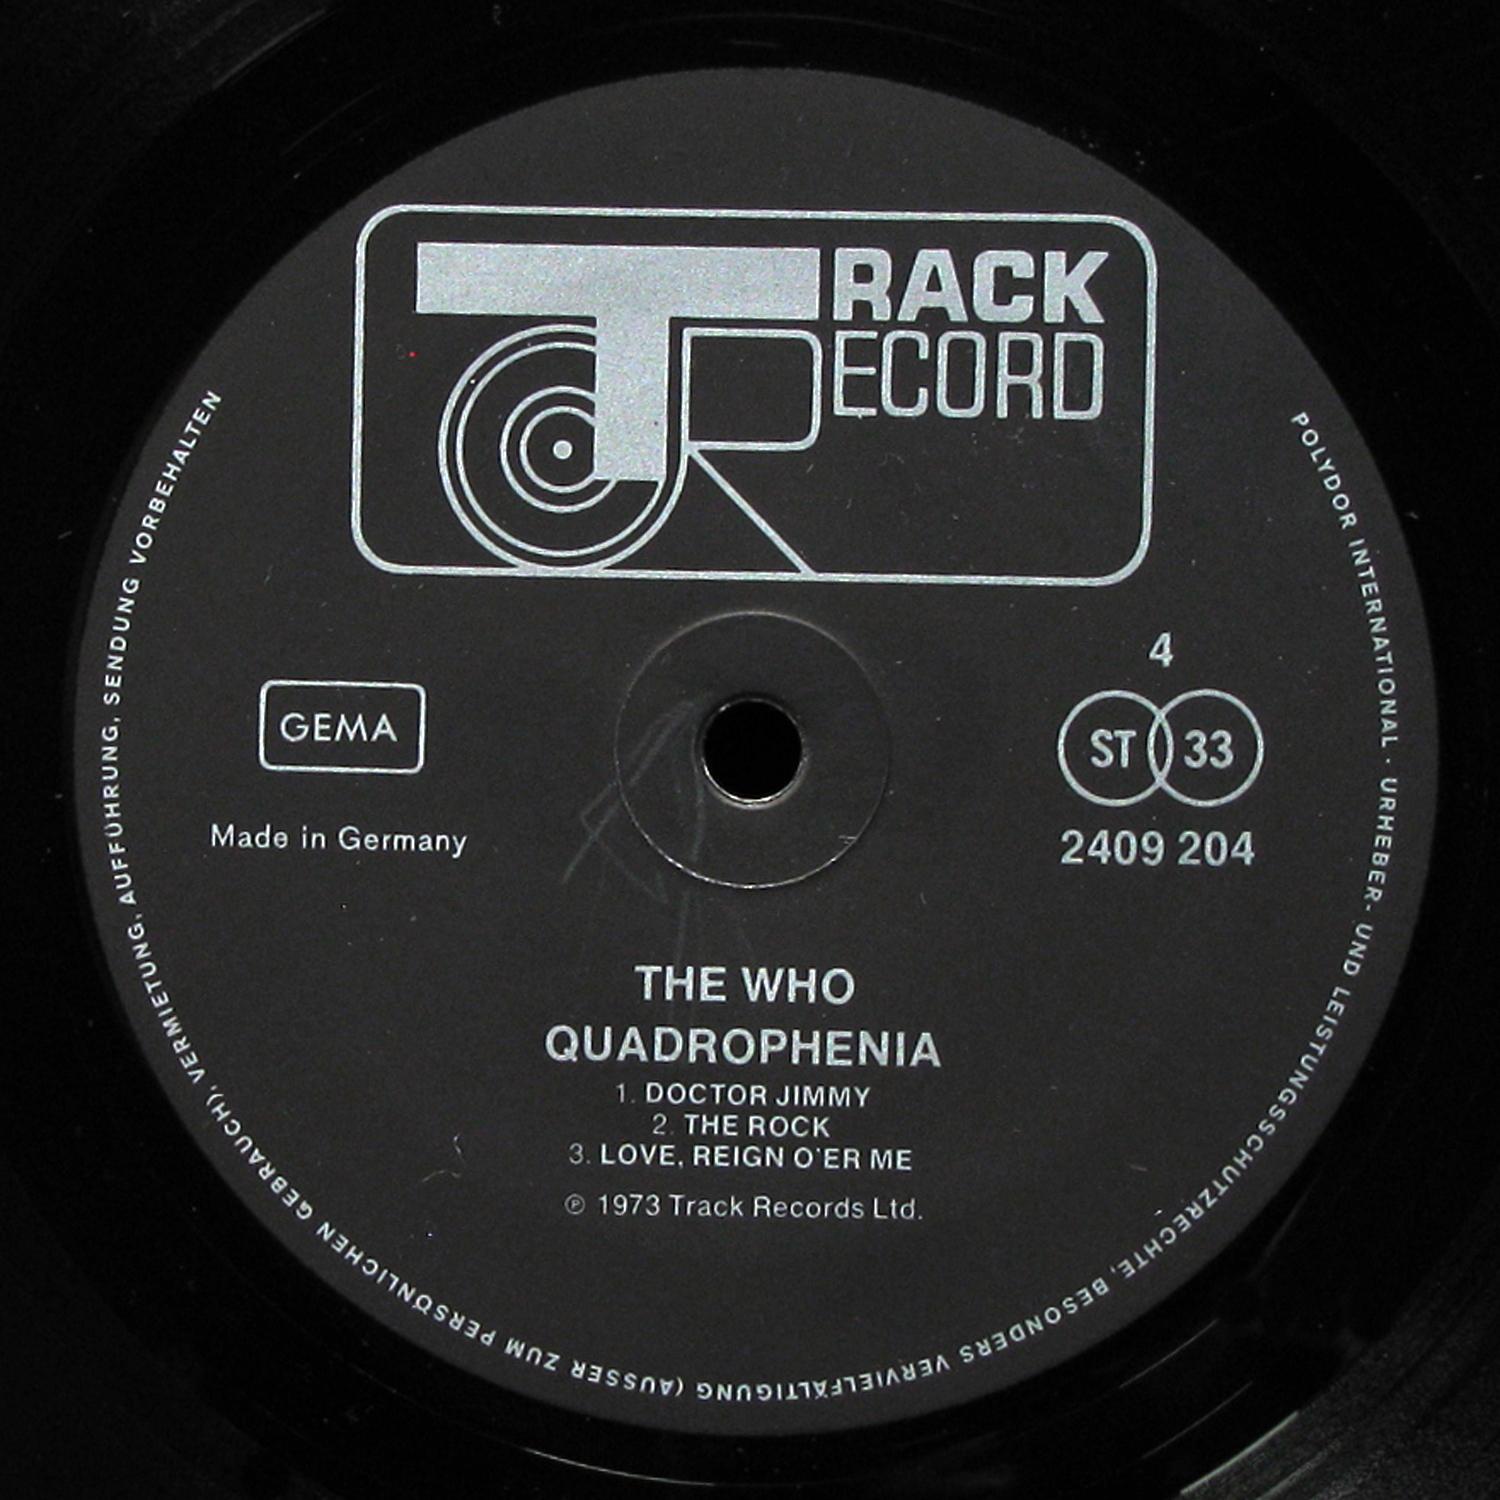 TRACK
RECORD
GEMA
Made in Germany
4
ST 33
2409 204
THE WHO
QUADROPHENIA
1. DOCTOR JIMMY
2. THE ROCK
3. LOVE, REIGN O'ER ME
℗ 1973 Track Records Ltd.
POLYDOR INTERNATIONAL · URHEBER- UND LEISTUNGSSCHUTZRECHTE, BESONDERS VERVIELFÄLTIGUNG (AUSSER ZUM PERSÖNLICHEN GEBRAUCH), VERMIETUNG, AUFFÜHRUNG, SENDUNG VORBEHALTEN